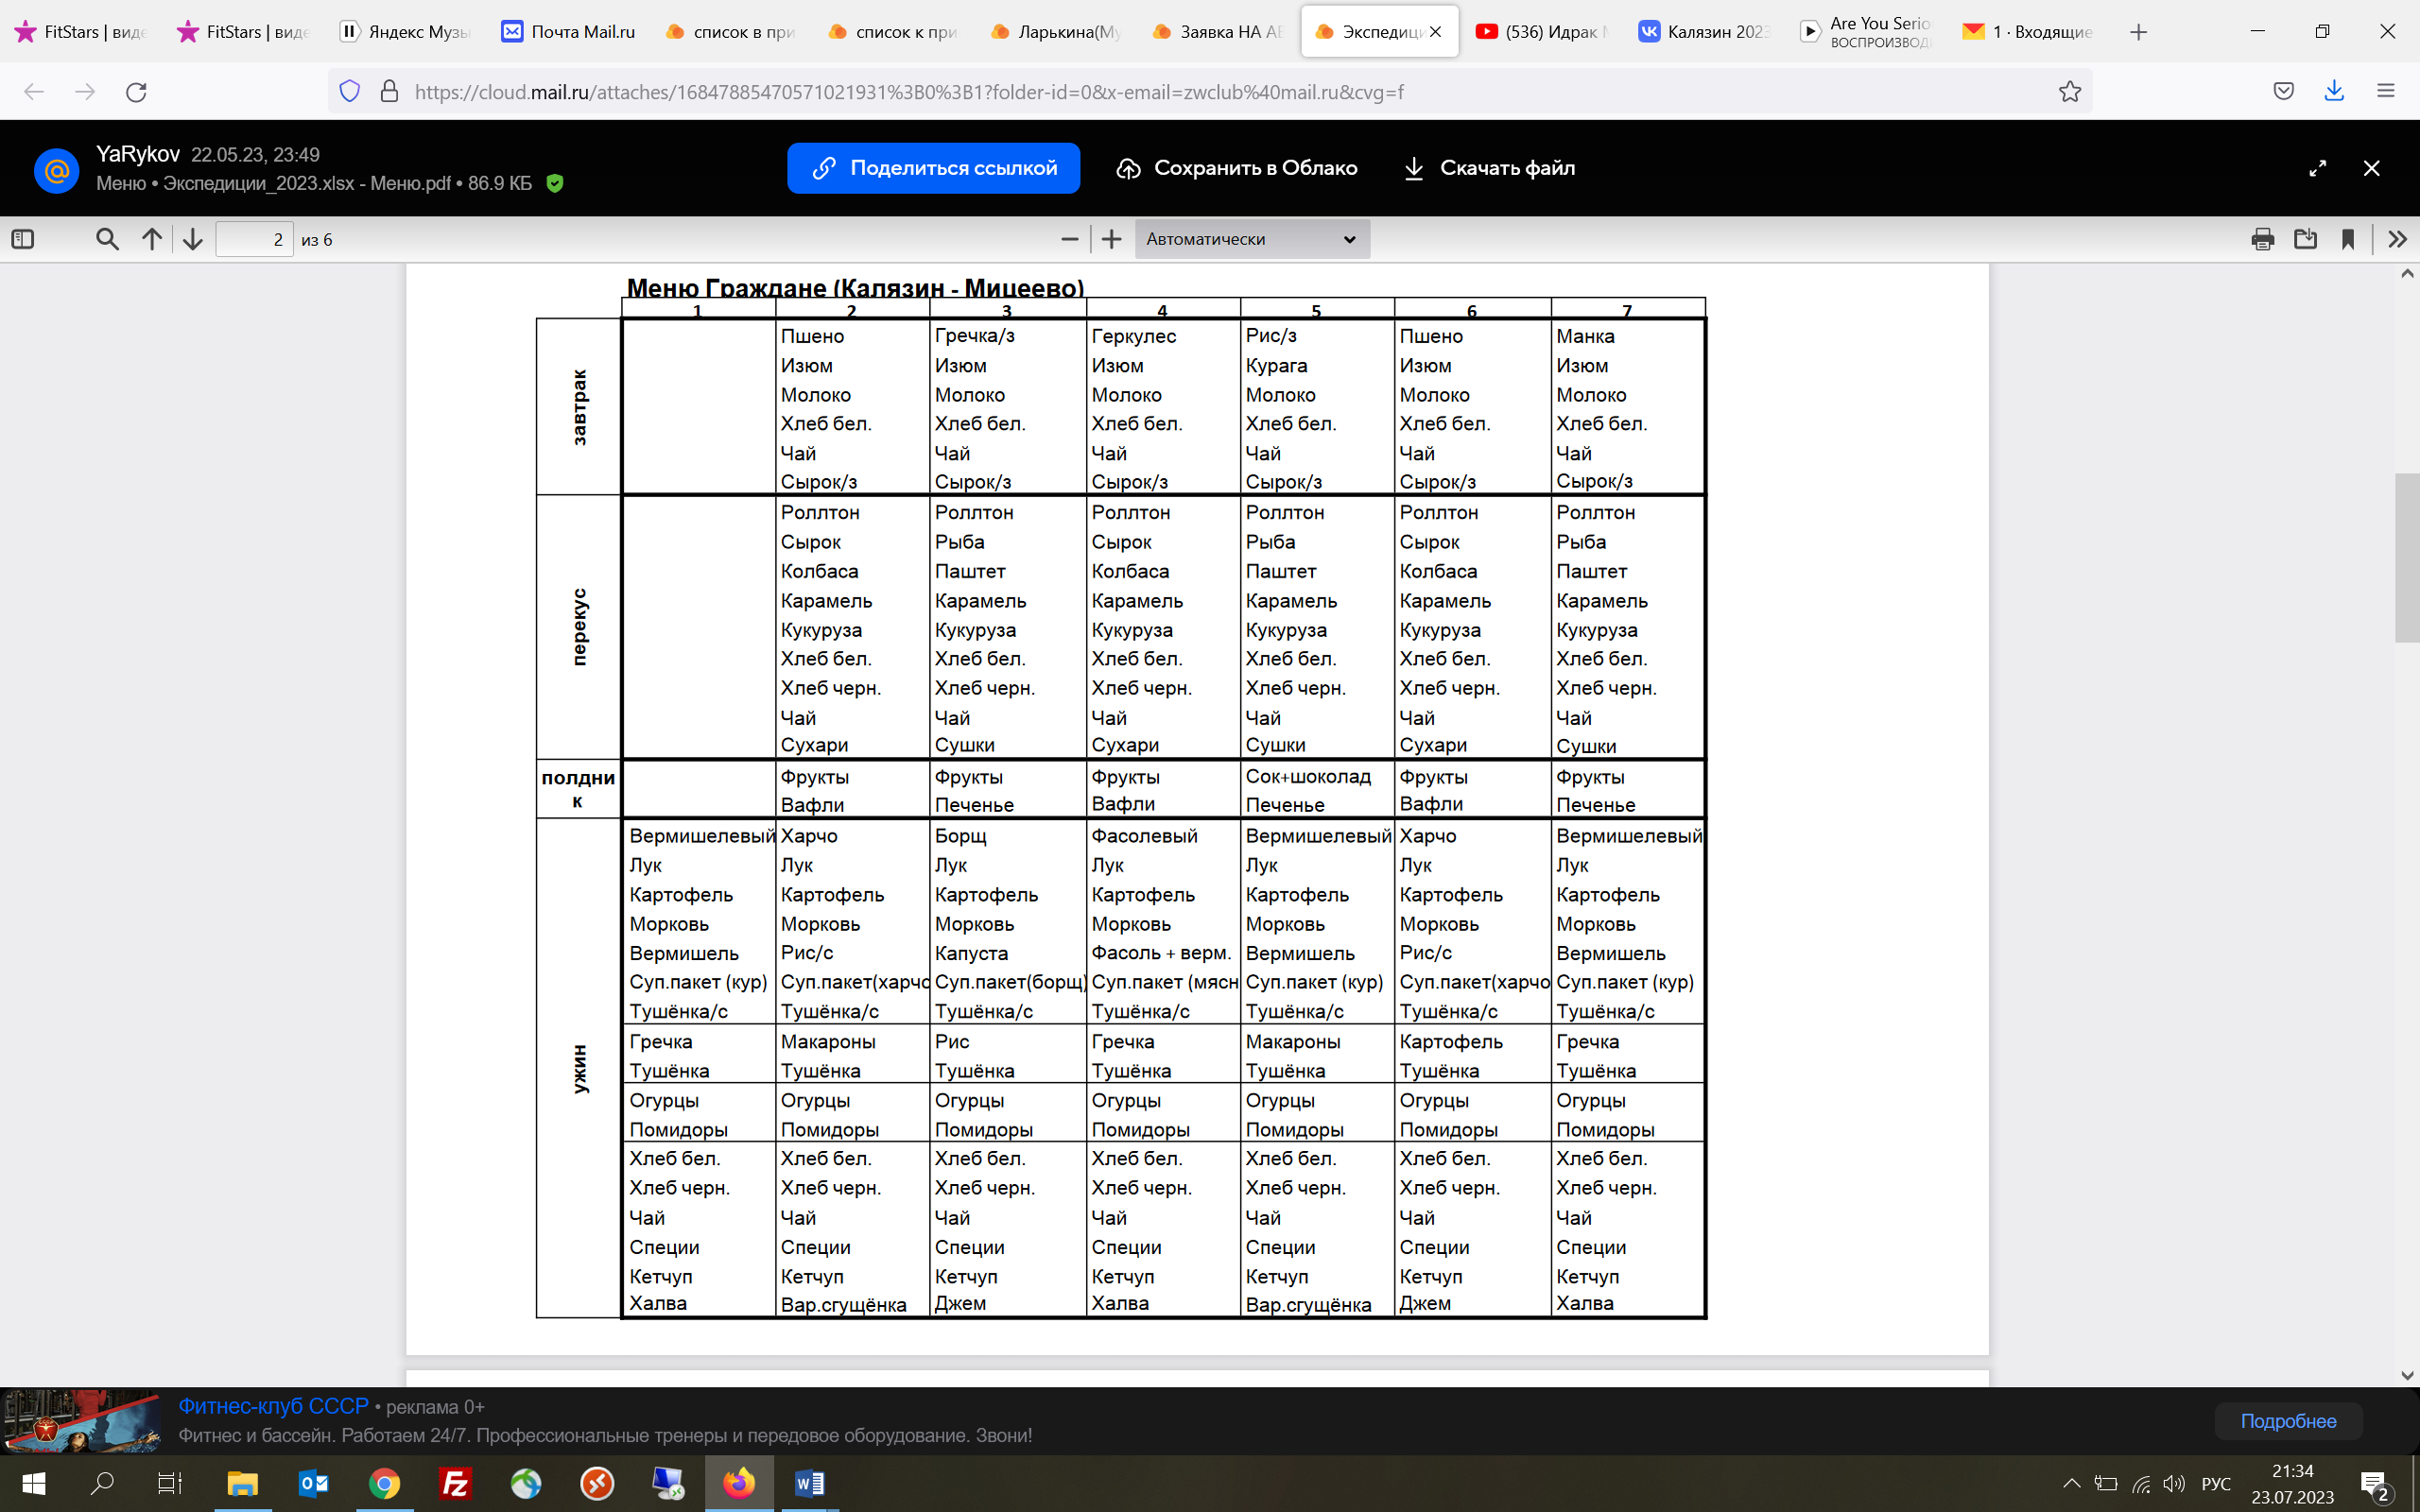 FitStars | виде
FitStars | виде
Яндекс Музы
Почта Mail.ru
список в при
список к при
Ларькина(Му
Заявка НА АВ
Экспедици
(536) Идрак М
Калязин 2023
Are You Serio
ВОСПРОИЗВОД
1 · Входящие
https://cloud.mail.ru/attaches/16847885470571021931%3B0%3B1?folder-id=0&x-email=zwclub%40mail.ru&cvg=f
YaRykov 22.05.23, 23:49
Меню • Экспедиции_2023.xlsx - Меню.pdf • 86.9 КБ
Поделиться ссылкой
Сохранить в Облако
Скачать файл
2 из 6
Автоматически
Меню Граждане (Калязин - Мицеево)
1 2 3 4 5 6 7
завтрак
Пшено Гречка/з Геркулес Рис/з Пшено Манка
Изюм Изюм Изюм Курага Изюм Изюм
Молоко Молоко Молоко Молоко Молоко Молоко
Хлеб бел. Хлеб бел. Хлеб бел. Хлеб бел. Хлеб бел. Хлеб бел.
Чай Чай Чай Чай Чай Чай
Сырок/з Сырок/з Сырок/з Сырок/з Сырок/з Сырок/з
перекус
Роллтон Роллтон Роллтон Роллтон Роллтон Роллтон
Сырок Рыба Сырок Рыба Сырок Рыба
Колбаса Паштет Колбаса Паштет Колбаса Паштет
Карамель Карамель Карамель Карамель Карамель Карамель
Кукуруза Кукуруза Кукуруза Кукуруза Кукуруза Кукуруза
Хлеб бел. Хлеб бел. Хлеб бел. Хлеб бел. Хлеб бел. Хлеб бел.
Хлеб черн. Хлеб черн. Хлеб черн. Хлеб черн. Хлеб черн. Хлеб черн.
Чай Чай Чай Чай Чай Чай
Сухари Сушки Сухари Сушки Сухари Сушки
полдни
к
Фрукты Фрукты Фрукты Сок+шоколад Фрукты Фрукты
Вафли Печенье Вафли Печенье Вафли Печенье
ужин
Вермишелевый Харчо Борщ Фасолевый Вермишелевый Харчо Вермишелевый
Лук Лук Лук Лук Лук Лук Лук
Картофель Картофель Картофель Картофель Картофель Картофель Картофель
Морковь Морковь Морковь Морковь Морковь Морковь Морковь
Вермишель Рис/с Капуста Фасоль + верм. Вермишель Рис/с Вермишель
Суп.пакет (кур) Суп.пакет(харчо Суп.пакет(борщ) Суп.пакет (мясн Суп.пакет (кур) Суп.пакет(харчо Суп.пакет (кур)
Тушёнка/с Тушёнка/с Тушёнка/с Тушёнка/с Тушёнка/с Тушёнка/с Тушёнка/с
Гречка Макароны Рис Гречка Макароны Картофель Гречка
Тушёнка Тушёнка Тушёнка Тушёнка Тушёнка Тушёнка Тушёнка
Огурцы Огурцы Огурцы Огурцы Огурцы Огурцы Огурцы
Помидоры Помидоры Помидоры Помидоры Помидоры Помидоры Помидоры
Хлеб бел. Хлеб бел. Хлеб бел. Хлеб бел. Хлеб бел. Хлеб бел. Хлеб бел.
Хлеб черн. Хлеб черн. Хлеб черн. Хлеб черн. Хлеб черн. Хлеб черн. Хлеб черн.
Чай Чай Чай Чай Чай Чай Чай
Специи Специи Специи Специи Специи Специи Специи
Кетчуп Кетчуп Кетчуп Кетчуп Кетчуп Кетчуп Кетчуп
Халва Вар.сгущёнка Джем Халва Вар.сгущёнка Джем Халва
Фитнес-клуб СССР • реклама 0+
Фитнес и бассейн. Работаем 24/7. Профессиональные тренеры и передовое оборудование. Звони!
Подробнее
РУС
21:34
23.07.2023
2